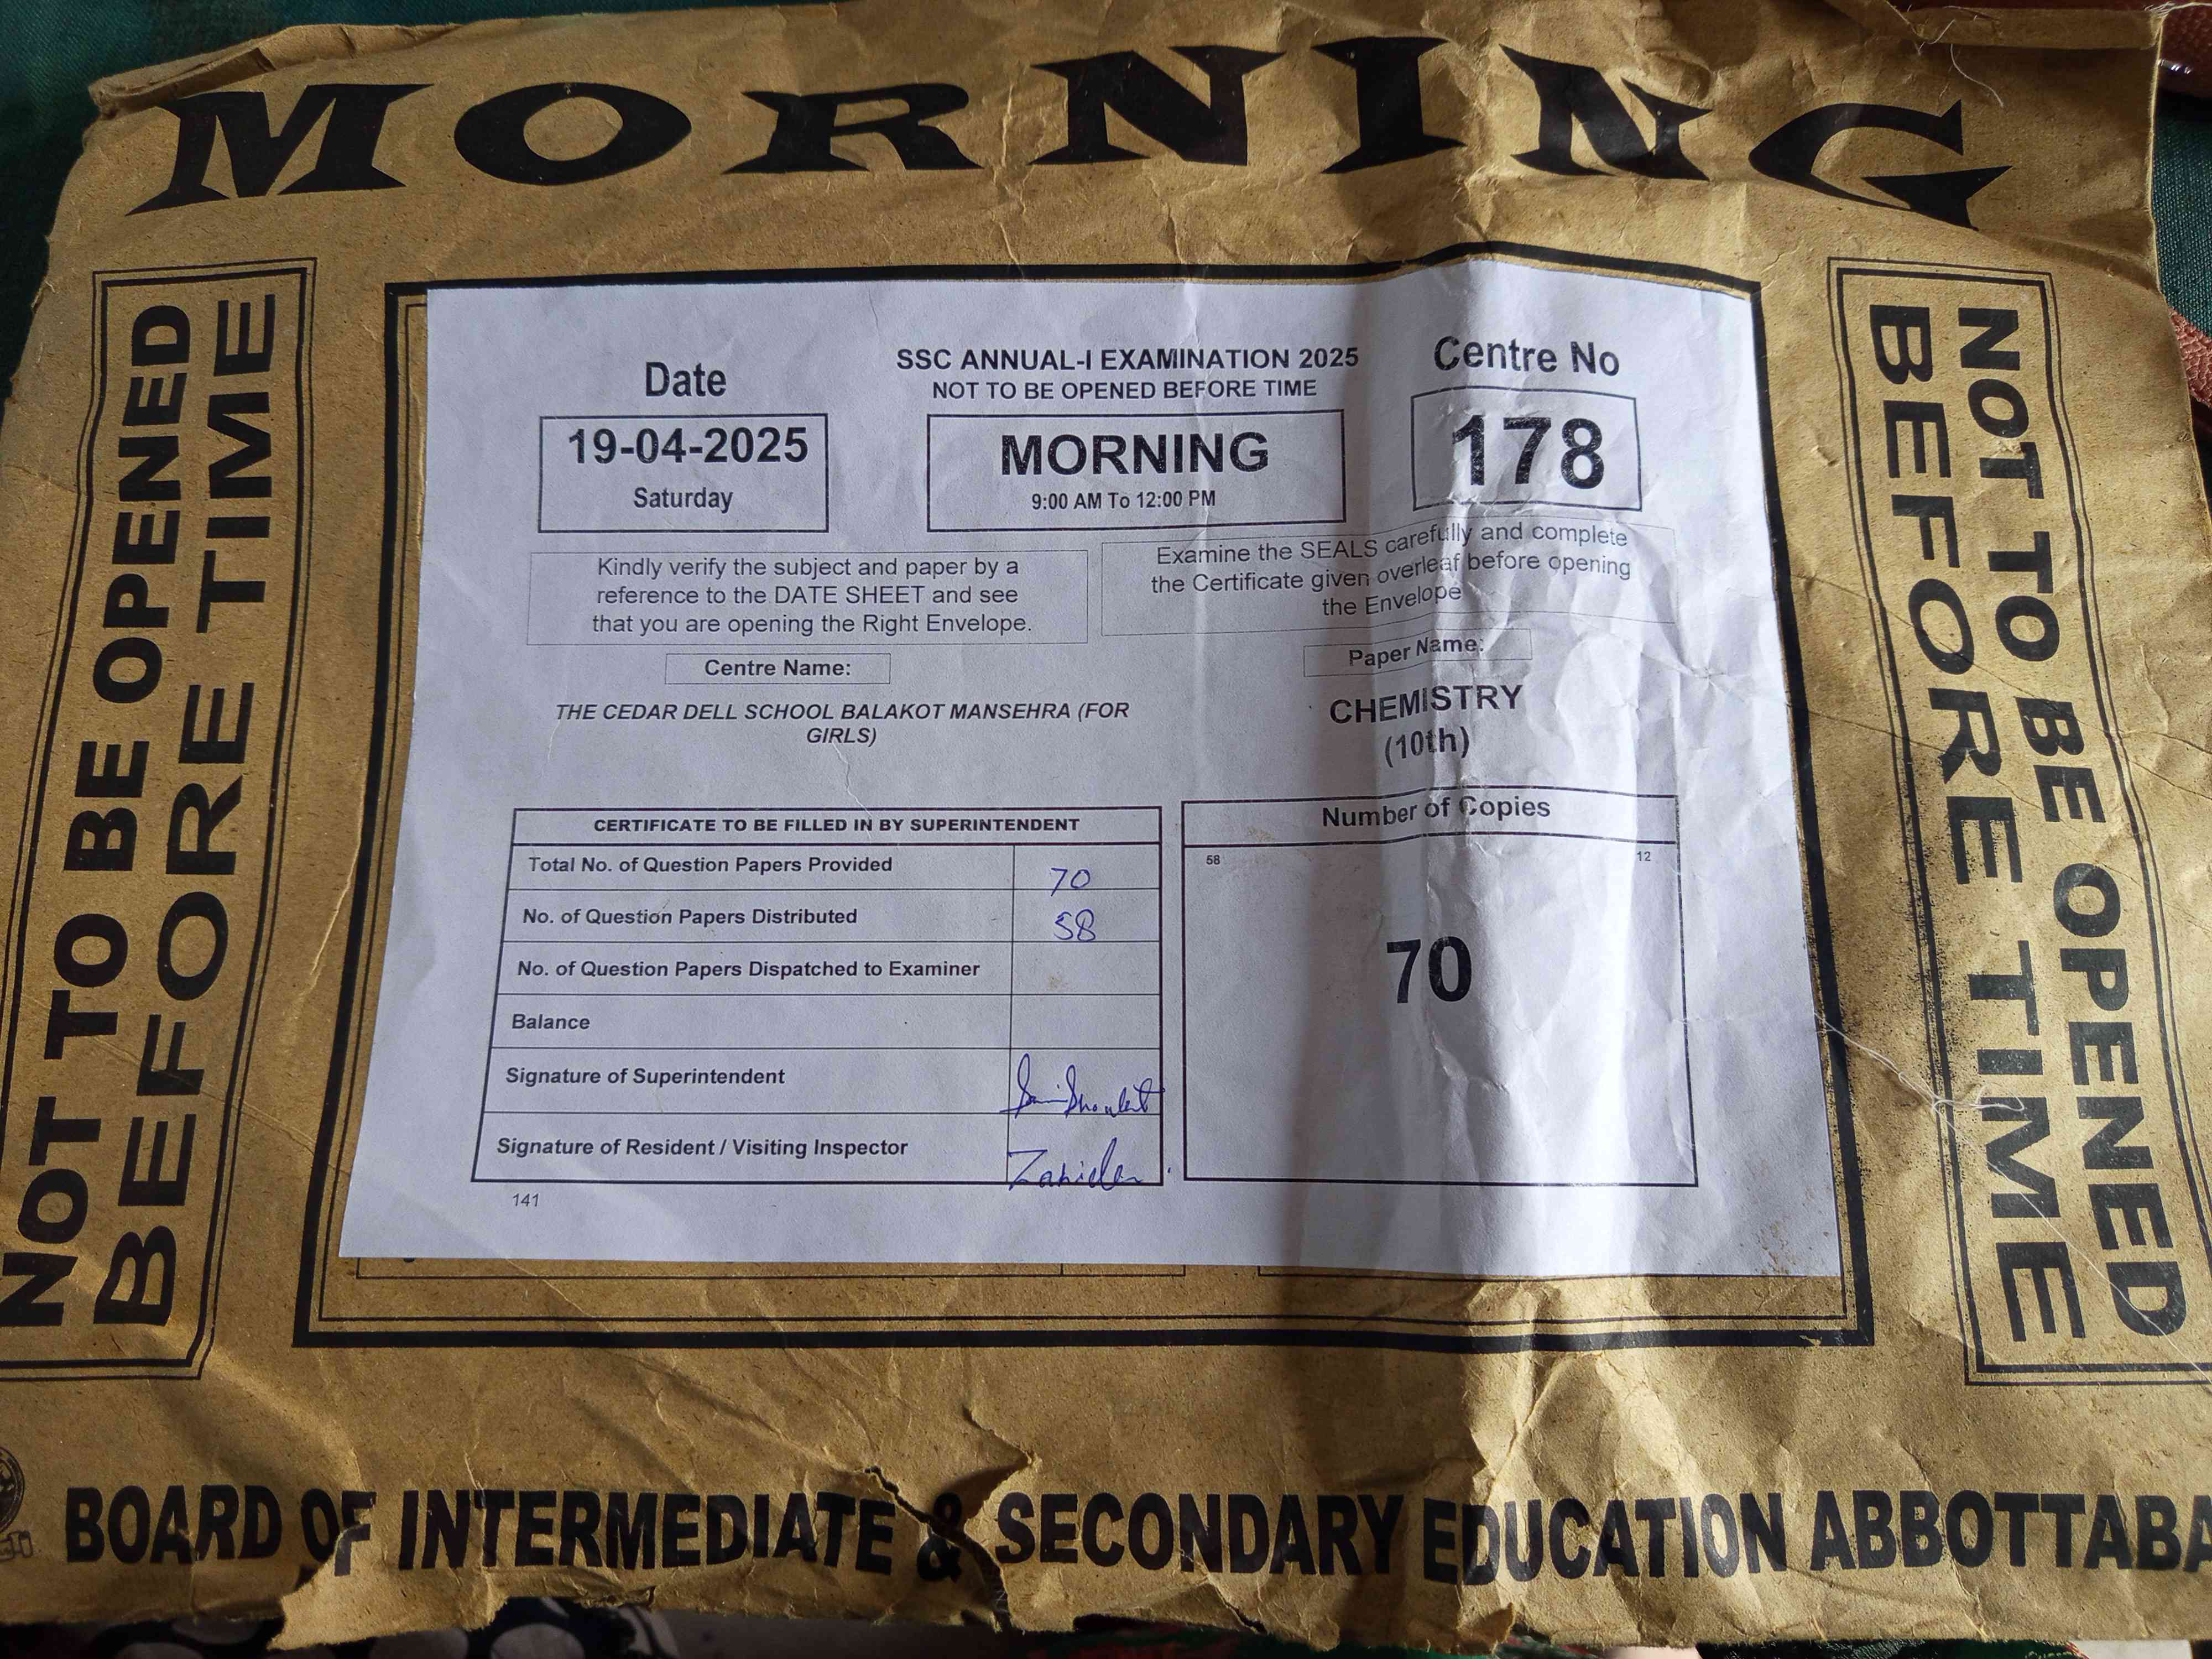 MORNING
NOT TO BE OPENED
BEFORE TIME
Date
19-04-2025
Saturday
SSC ANNUAL-I EXAMINATION 2025
NOT TO BE OPENED BEFORE TIME
MORNING
9:00 AM To 12:00 PM
Centre No
178
Kindly verify the subject and paper by a
reference to the DATE SHEET and see
that you are opening the Right Envelope.
Examine the SEALS carefully and complete
the Certificate given overleaf before opening
the Envelope
Centre Name:
THE CEDAR DELL SCHOOL BALAKOT MANSEHRA (FOR
GIRLS)
Paper Name:
CHEMISTRY
(10th)
CERTIFICATE TO BE FILLED IN BY SUPERINTENDENT
Total No. of Question Papers Provided 70
No. of Question Papers Distributed 58
No. of Question Papers Dispatched to Examiner
Balance
Signature of Superintendent
Signature of Resident / Visiting Inspector
141
Number of Copies
58 12
70
NOT TO BE OPENED
BEFORE TIME
BOARD OF INTERMEDIATE & SECONDARY EDUCATION ABBOTTABA